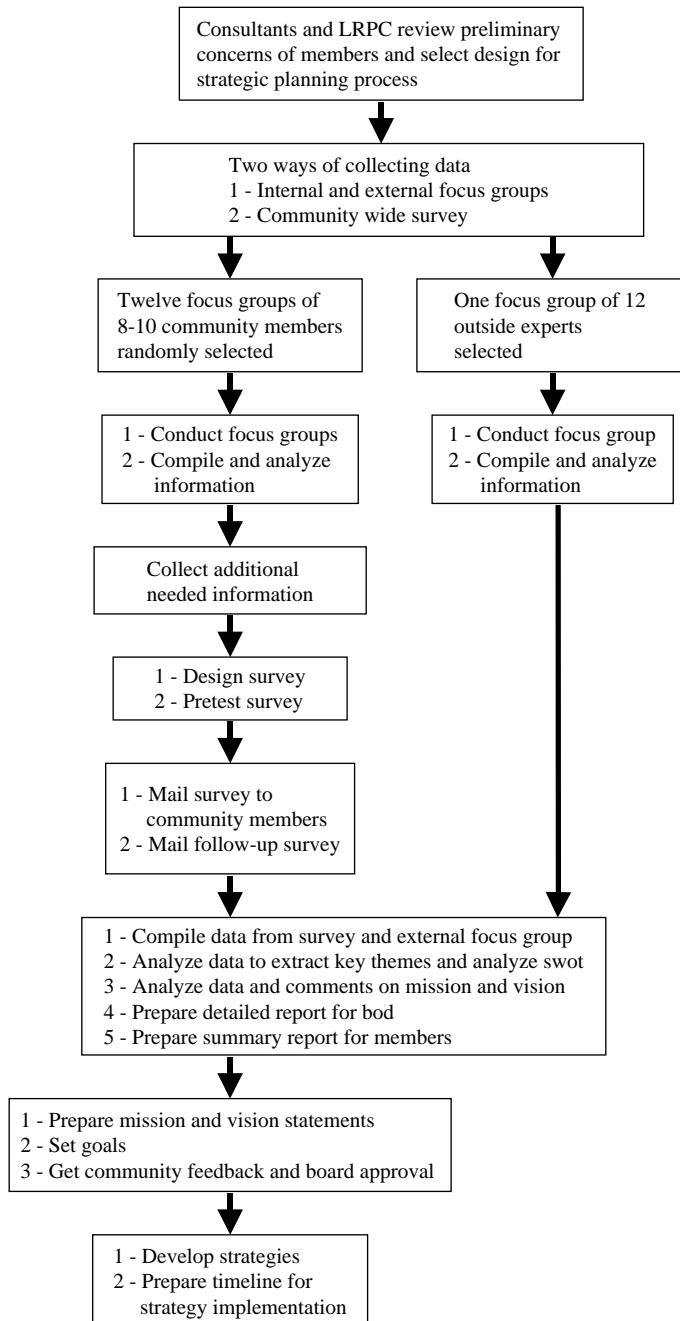 Consultants and LRPC review preliminary
concerns of members and select design for
strategic planning process
Two ways of collecting data
1 - Internal and external focus groups
2 - Community wide survey
Twelve focus groups of
8-10 community members
randomly selected
One focus group of 12
outside experts
selected
1 - Conduct focus groups
2 - Compile and analyze
information
1 - Conduct focus group
2 - Compile and analyze
information
Collect additional
needed information
1 - Design survey
2 - Pretest survey
1 - Mail survey to
community members
2 - Mail follow-up survey
1 - Compile data from survey and external focus group
2 - Analyze data to extract key themes and analyze swot
3 - Analyze data and comments on mission and vision
4 - Prepare detailed report for bod
5 - Prepare summary report for members
1 - Prepare mission and vision statements
2 - Set goals
3 - Get community feedback and board approval
1 - Develop strategies
2 - Prepare timeline for
strategy implementation